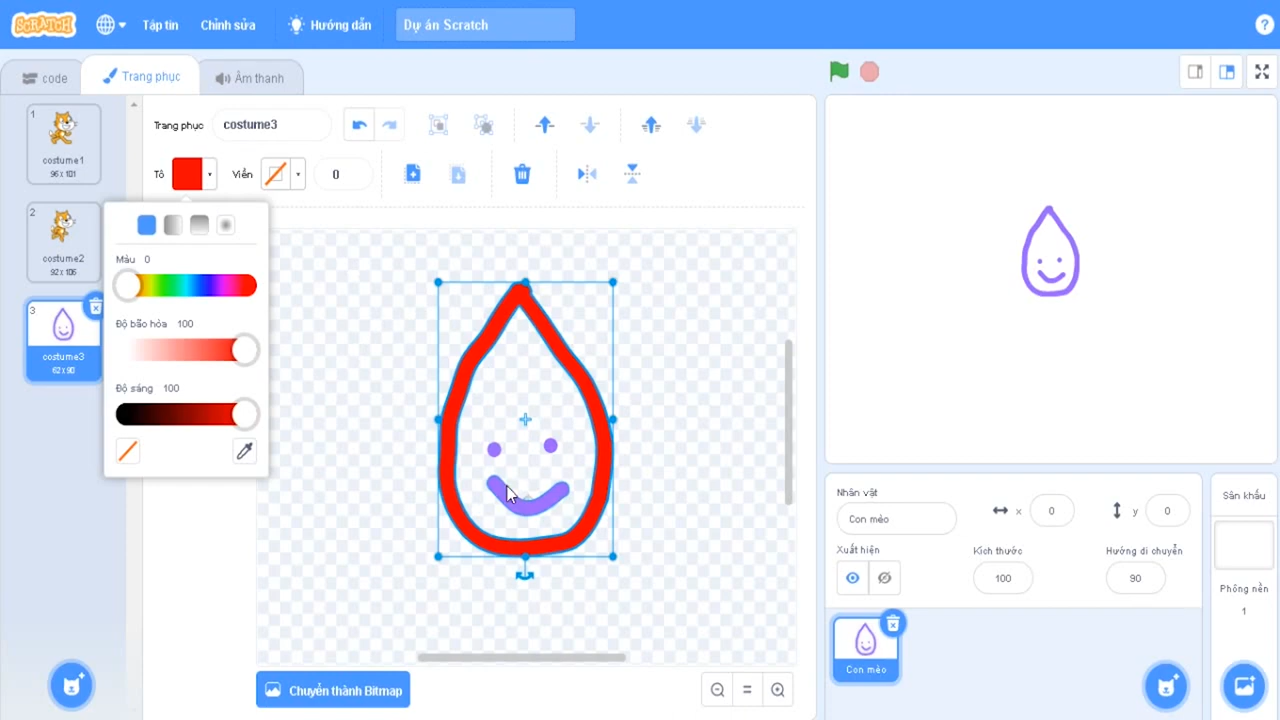 SCRATCH
Tập tin
Chỉnh sửa
Hướng dẫn
Dự án Scratch
?
code
Trang phục
Âm thanh
1
costume1
96 x 101
2
costume2
92 x 106
3
costume3
62 x 90
Trang phục
costume3
Tô
Viền
0
Màu 0
Độ bão hòa 100
Độ sáng 100
Chuyển thành Bitmap
Nhân vật
Con mèo
x
0
y
0
Xuất hiện
Kích thước
100
Hướng di chuyển
90
Con mèo
Sân khấu
Phông nền
1